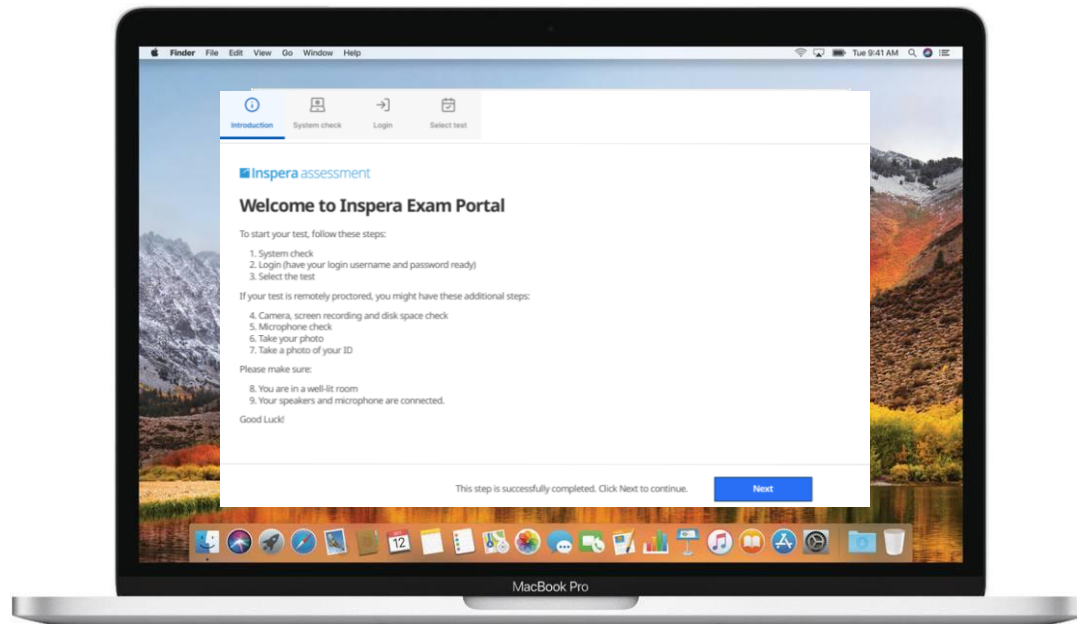 Finder File Edit View Go Window Help
Tue 9:41 AM
Introduction
System check
Login
Select test
Inspera assessment
Welcome to Inspera Exam Portal
To start your test, follow these steps:
1. System check
2. Login (have your login username and password ready)
3. Select the test
If your test is remotely proctored, you might have these additional steps:
4. Camera, screen recording and disk space check
5. Microphone check
6. Take your photo
7. Take a photo of your ID
Please make sure:
8. You are in a well-lit room
9. Your speakers and microphone are connected.
Good Luck!
This step is successfully completed. Click Next to continue.
Next
12
MacBook Pro